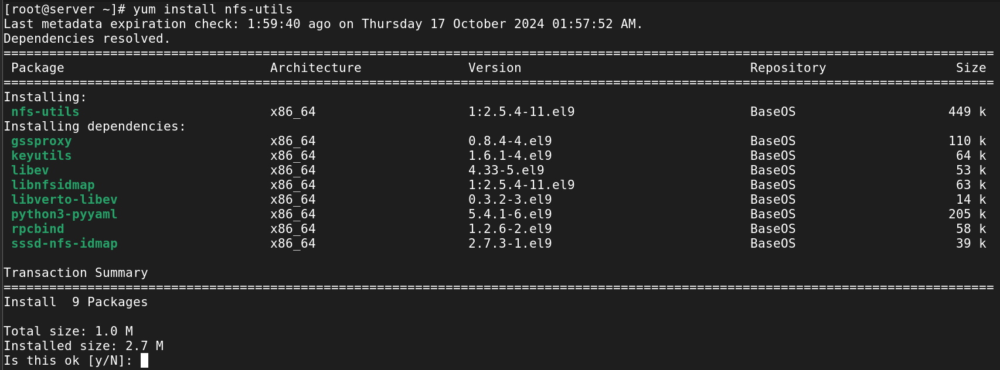 [root@server ~]# yum install nfs-utils
Last metadata expiration check: 1:59:40 ago on Thursday 17 October 2024 01:57:52 AM.
Dependencies resolved.
==================================================================================================================================
 Package                          Architecture              Version                              Repository                 Size
==================================================================================================================================
Installing:
 nfs-utils                        x86_64                    1:2.5.4-11.el9                       BaseOS                    449 k
Installing dependencies:
 gssproxy                         x86_64                    0.8.4-4.el9                          BaseOS                    110 k
 keyutils                         x86_64                    1.6.1-4.el9                          BaseOS                     64 k
 libev                            x86_64                    4.33-5.el9                           BaseOS                     53 k
 libnfsidmap                      x86_64                    1:2.5.4-11.el9                       BaseOS                     63 k
 libverto-libev                   x86_64                    0.3.2-3.el9                          BaseOS                     14 k
 python3-pyyaml                   x86_64                    5.4.1-6.el9                          BaseOS                    205 k
 rpcbind                          x86_64                    1.2.6-2.el9                          BaseOS                     58 k
 sssd-nfs-idmap                   x86_64                    2.7.3-1.el9                          BaseOS                     39 k

Transaction Summary
==================================================================================================================================
Install  9 Packages

Total size: 1.0 M
Installed size: 2.7 M
Is this ok [y/N]: